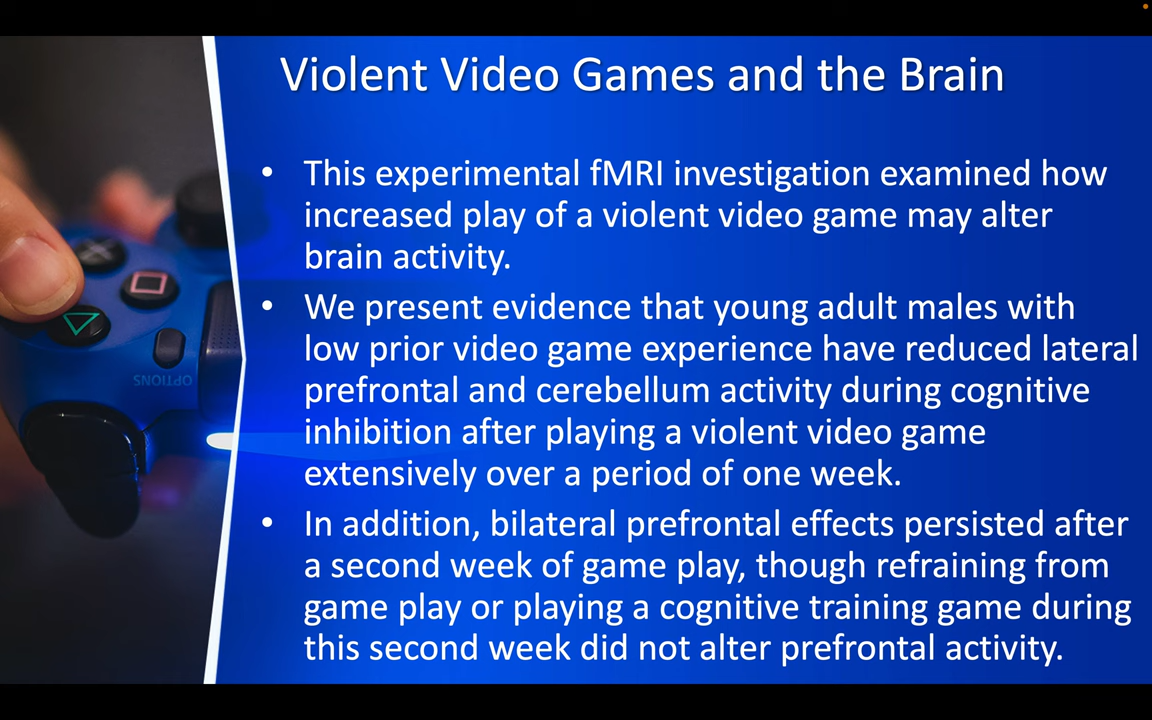 Violent Video Games and the Brain
• This experimental fMRI investigation examined how
increased play of a violent video game may alter
brain activity.
• We present evidence that young adult males with
low prior video game experience have reduced lateral
prefrontal and cerebellum activity during cognitive
inhibition after playing a violent video game
extensively over a period of one week.
• In addition, bilateral prefrontal effects persisted after
a second week of game play, though refraining from
game play or playing a cognitive training game during
this second week did not alter prefrontal activity.
OPTIONS